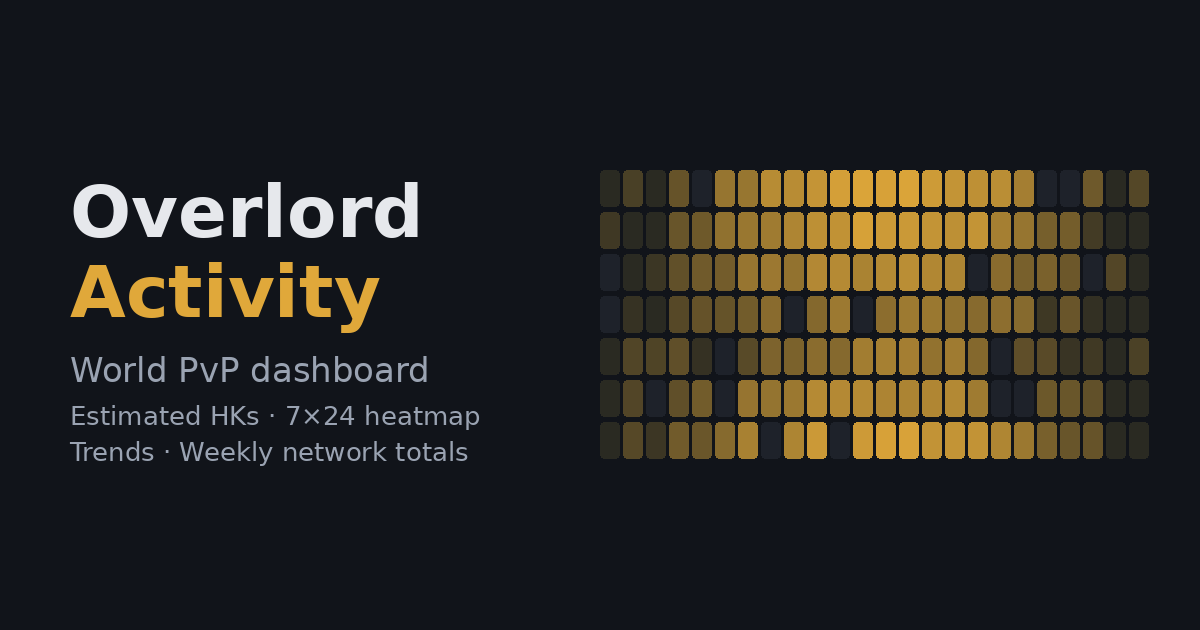 Overlord
Activity
World PvP dashboard
Estimated HKs · 7×24 heatmap
Trends · Weekly network totals